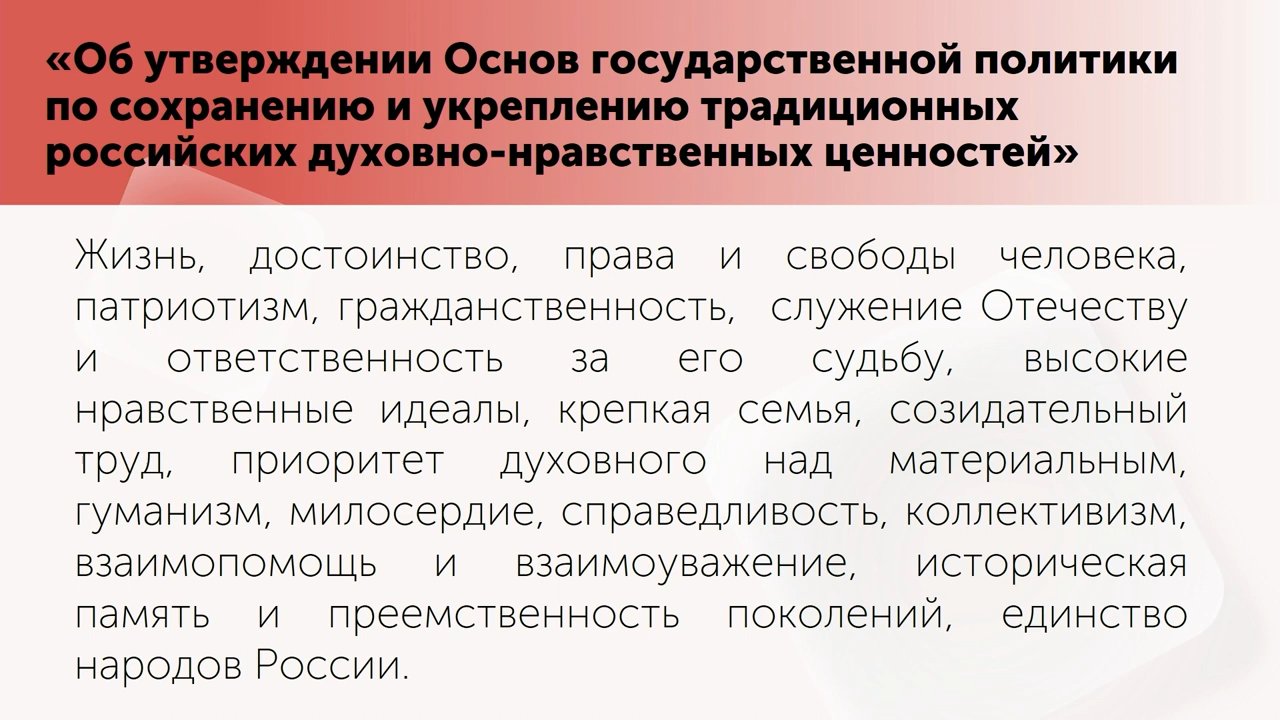 «Об утверждении Основ государственной политики
по сохранению и укреплению традиционных
российских духовно-нравственных ценностей»
Жизнь, достоинство, права и свободы человека,
патриотизм, гражданственность, служение Отечеству
и ответственность за его судьбу, высокие
нравственные идеалы, крепкая семья, созидательный
труд, приоритет духовного над материальным,
гуманизм, милосердие, справедливость, коллективизм,
взаимопомощь и взаимоуважение, историческая
память и преемственность поколений, единство
народов России.